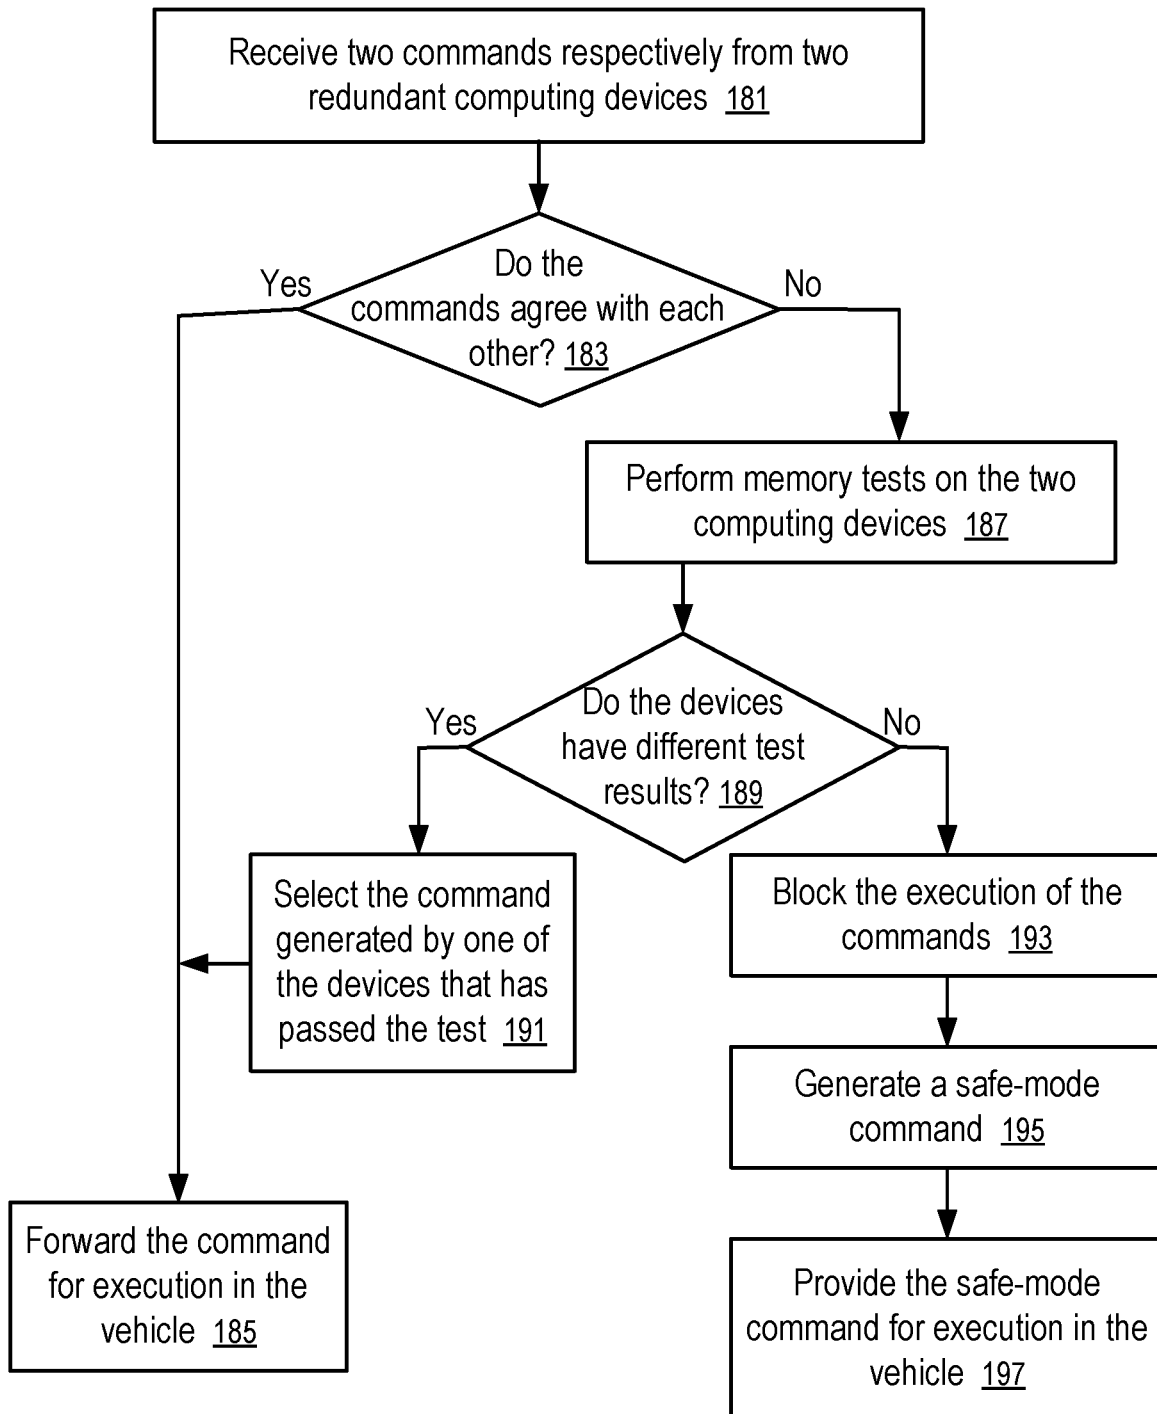 Receive two commands respectively from two
redundant computing devices 181
Do the
commands agree with each
other? 183
Yes
No
Perform memory tests on the two
computing devices 187
Do the devices
have different test
results? 189
Yes
No
Select the command
generated by one of
the devices that has
passed the test 191
Block the execution of the
commands 193
Generate a safe-mode
command 195
Forward the command
for execution in the
vehicle 185
Provide the safe-mode
command for execution in the
vehicle 197